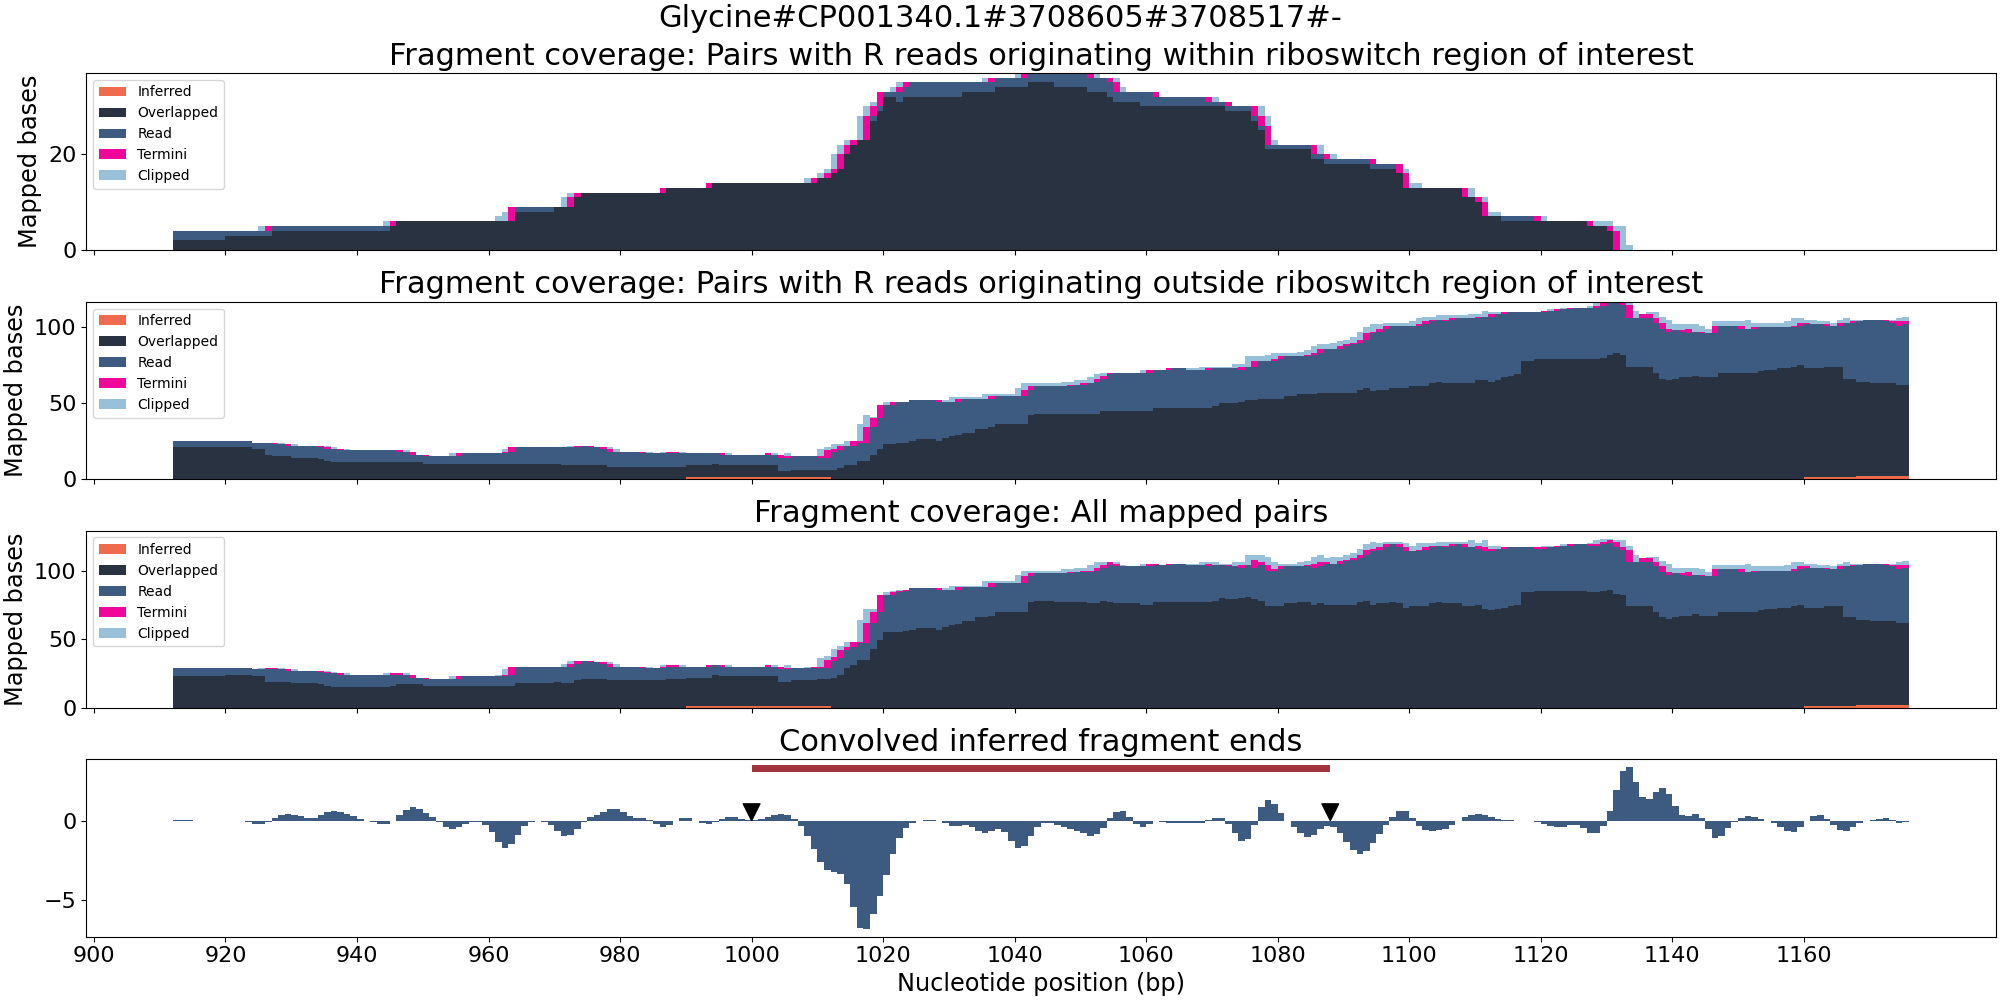 Glycine#CP001340.1#3708605#3708517#-
Fragment coverage: Pairs with R reads originating within riboswitch region of interest
Mapped bases
20
0
Inferred
Overlapped
Read
Termini
Clipped
Fragment coverage: Pairs with R reads originating outside riboswitch region of interest
Mapped bases
100
50
0
Inferred
Overlapped
Read
Termini
Clipped
Fragment coverage: All mapped pairs
Mapped bases
100
50
0
Inferred
Overlapped
Read
Termini
Clipped
Convolved inferred fragment ends
0
−5
900 920 940 960 980 1000 1020 1040 1060 1080 1100 1120 1140 1160
Nucleotide position (bp)